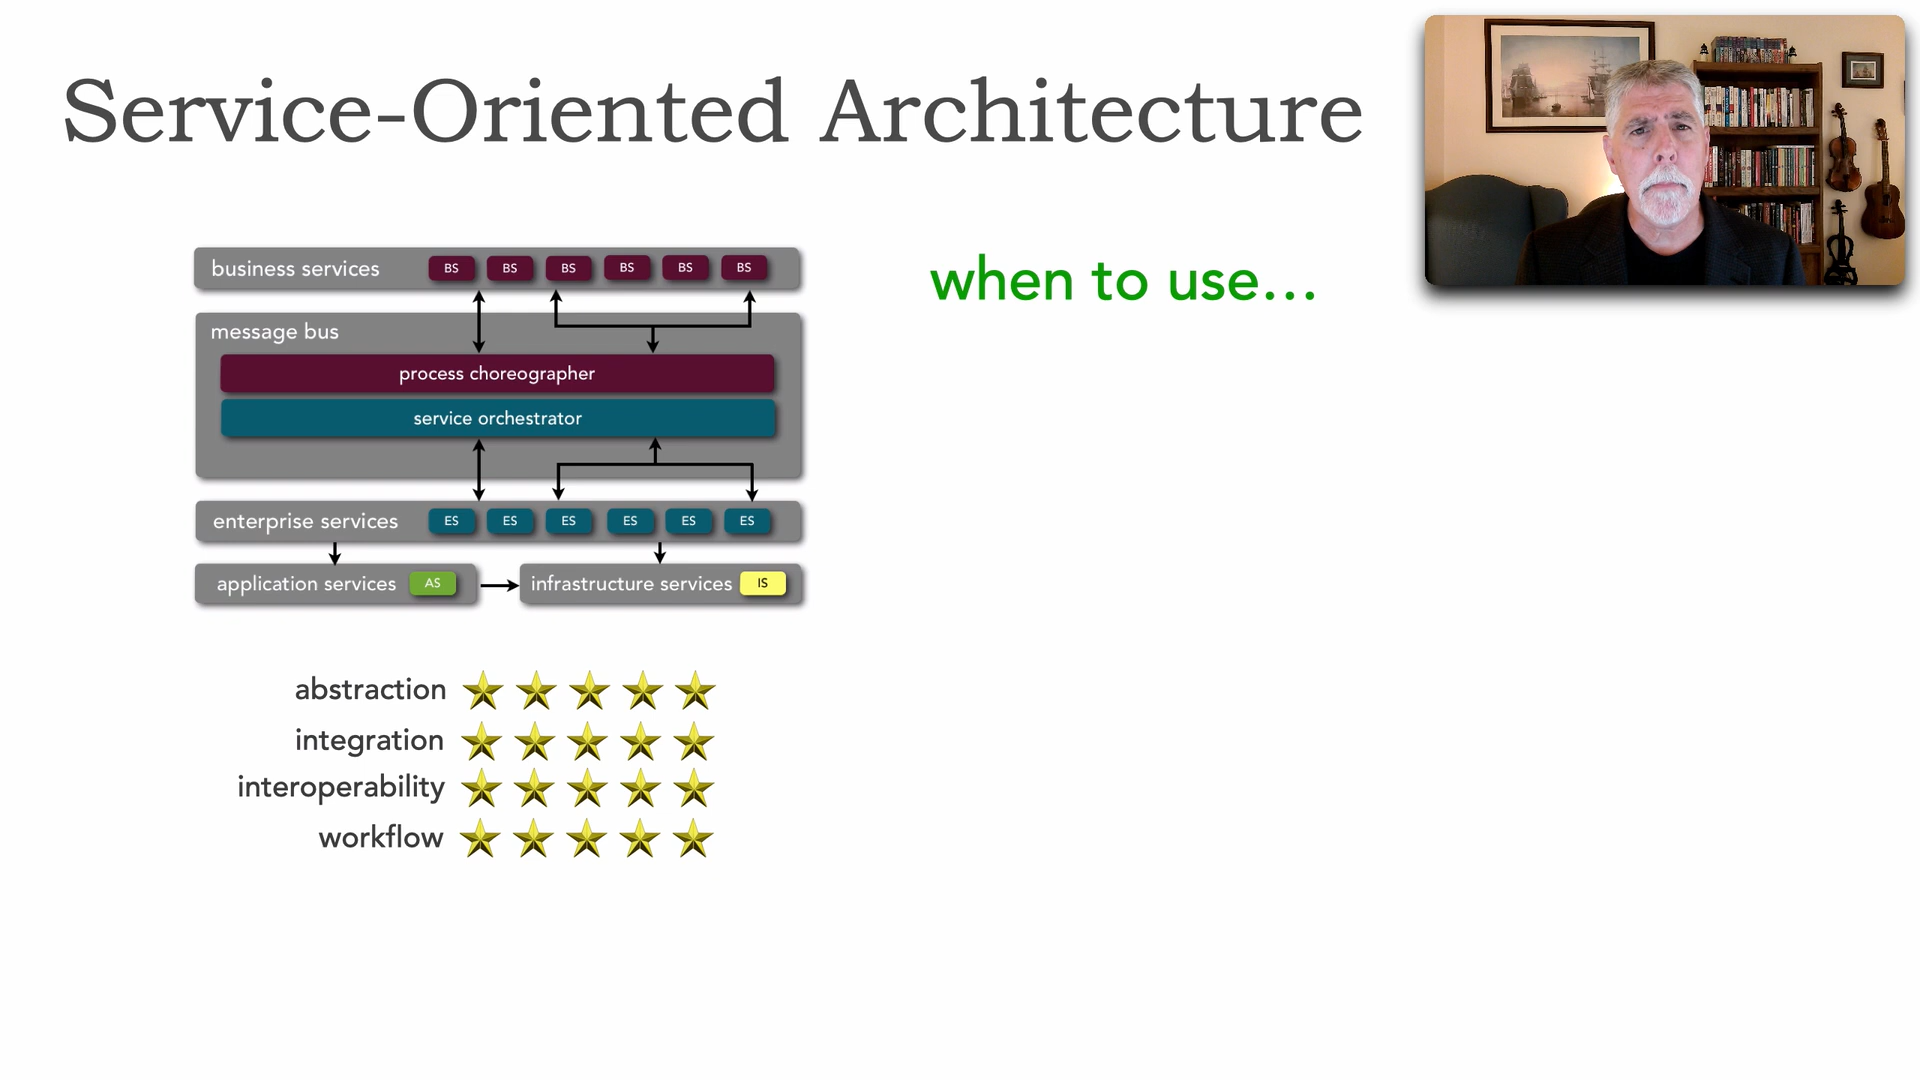 Service-Oriented Architecture
business services BS BS BS BS BS BS
when to use...
message bus
process choreographer
service orchestrator
enterprise services ES ES ES ES ES ES
application services AS infrastructure services IS
abstraction
integration
interoperability
workflow